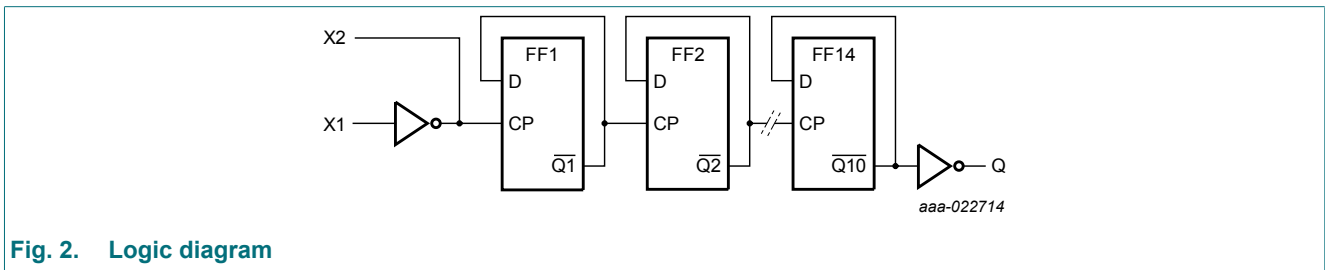 X2
FF1
FF2
FF14
D
D
D
X1
CP
CP
CP
Q1
Q2
Q10
Q
aaa-022714
Fig. 2. Logic diagram